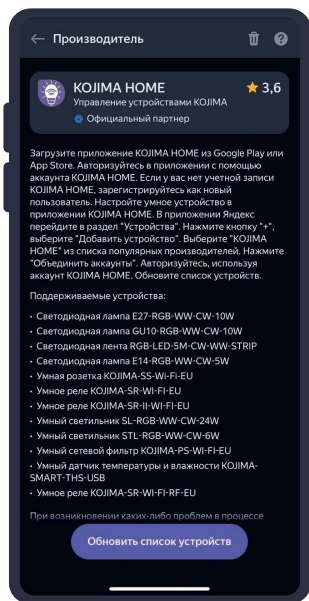 Производитель
KOJIMA HOME
3,6
Управление устройствами KOJIMA
Официальный партнер
Загрузите приложение KOJIMA HOME из Google Play или
App Store. Авторизуйтесь в приложении с помощью
аккаунта KOJIMA HOME. Если у вас нет учетной записи
KOJIMA HOME, зарегистрируйтесь как новый
пользователь. Настройте умное устройство в
приложении KOJIMA HOME. В приложении Яндекс
перейдите в раздел "Устройства". Нажмите кнопку "+",
выберите "Добавить устройство". Выберите "KOJIMA
HOME" из списка популярных производителей. Нажмите
"Объединить аккаунты". Авторизуйтесь, используя
аккаунт KOJIMA HOME. Обновите список устройств.
Поддерживаемые устройства:
• Светодиодная лампа E27-RGB-WW-CW-10W
• Светодиодная лампа GU10-RGB-WW-CW-10W
• Светодиодная лента RGB-LED-5M-CW-WW-STRIP
• Светодиодная лампа E14-RGB-WW-CW-5W
• Умная розетка KOJIMA-SS-Wi-Fi-EU
• Умное реле KOJIMA-SR-WI-FI-EU
• Умное реле KOJIMA-SR-II-WI-FI-EU
• Умный светильник SL-RGB-WW-CW-24W
• Умный светильник STL-RGB-WW-CW-6W
• Умный сетевой фильтр KOJIMA-PS-WI-FI-EU
• Умный датчик температуры и влажности KOJIMA-
SMART-THS-USB
• Умное реле KOJIMA-SR-WI-FI-RF-EU
При возникновении каких-либо проблем в процессе
Обновить список устройств